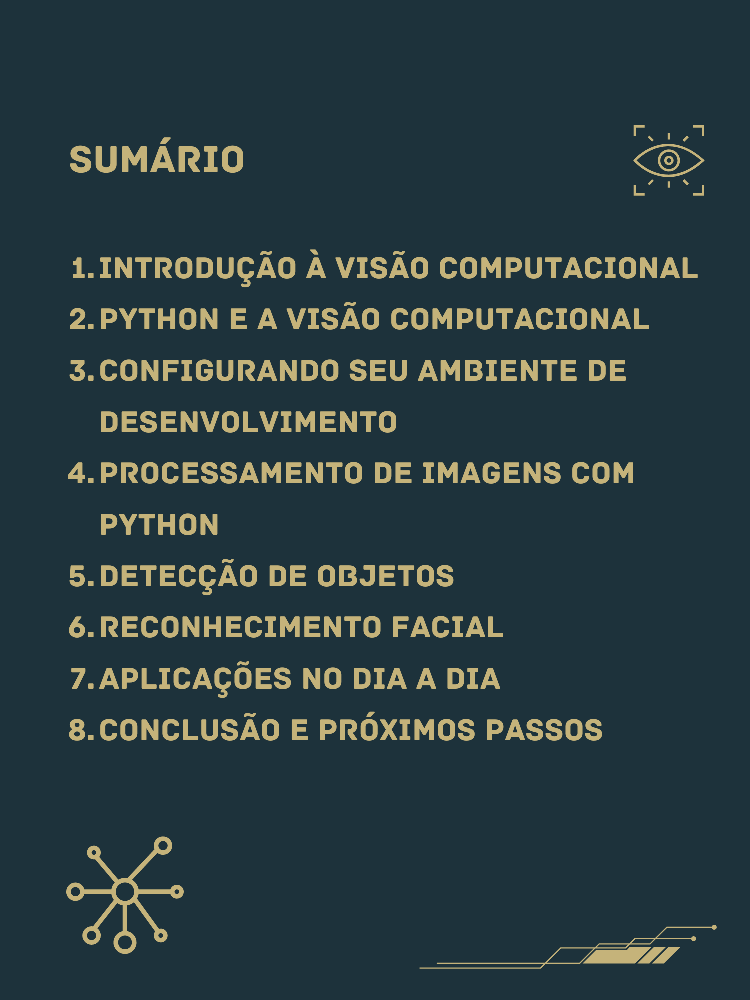 SUMÁRIO
1. INTRODUÇÃO À VISÃO COMPUTACIONAL
2. PYTHON E A VISÃO COMPUTACIONAL
3. CONFIGURANDO SEU AMBIENTE DE
DESENVOLVIMENTO
4. PROCESSAMENTO DE IMAGENS COM
PYTHON
5. DETECÇÃO DE OBJETOS
6. RECONHECIMENTO FACIAL
7. APLICAÇÕES NO DIA A DIA
8. CONCLUSÃO E PRÓXIMOS PASSOS